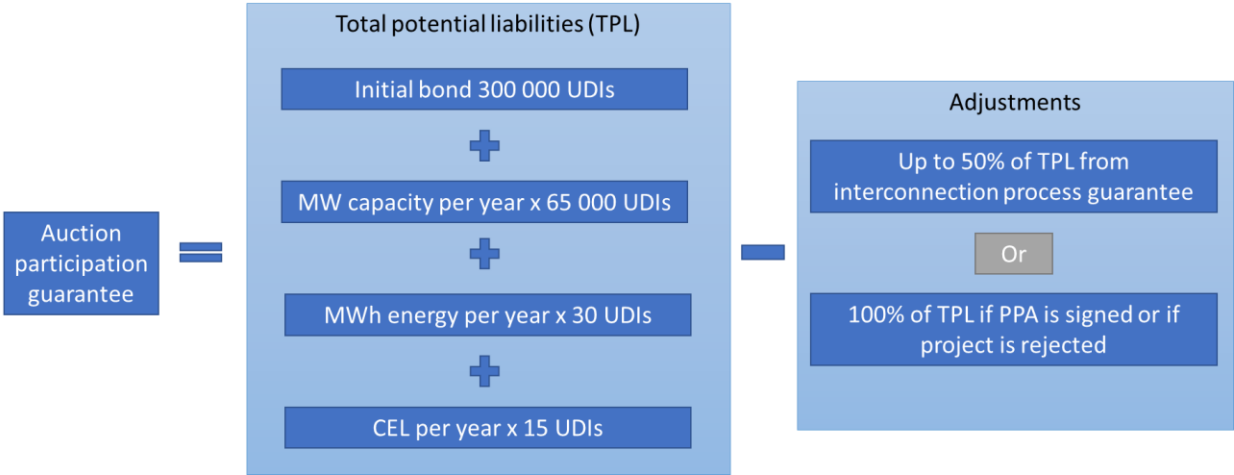 Auction
participation
guarantee
Total potential liabilities (TPL)
Initial bond 300 000 UDIs
MW capacity per year x 65 000 UDIs
MWh energy per year x 30 UDIs
CEL per year x 15 UDIs
Adjustments
Up to 50% of TPL from
interconnection process guarantee
Or
100% of TPL if PPA is signed or if
project is rejected